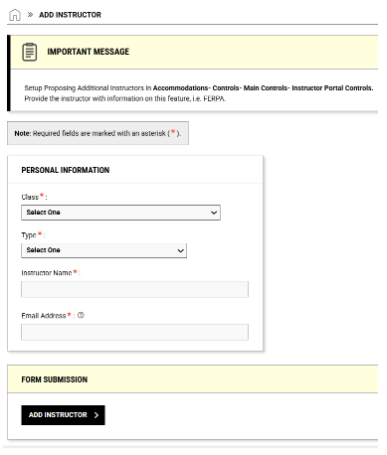 » ADD INSTRUCTOR
IMPORTANT MESSAGE
Setup Proposing Additional Instructors in Accommodations- Controls- Main Controls- Instructor Portal Controls.
Provide the instructor with information on this feature, i.e. FERPA.
Note: Required fields are marked with an asterisk (*).
PERSONAL INFORMATION
Class *:
Select One
Type *:
Select One
Instructor Name *:
Email Address *:
FORM SUBMISSION
ADD INSTRUCTOR >